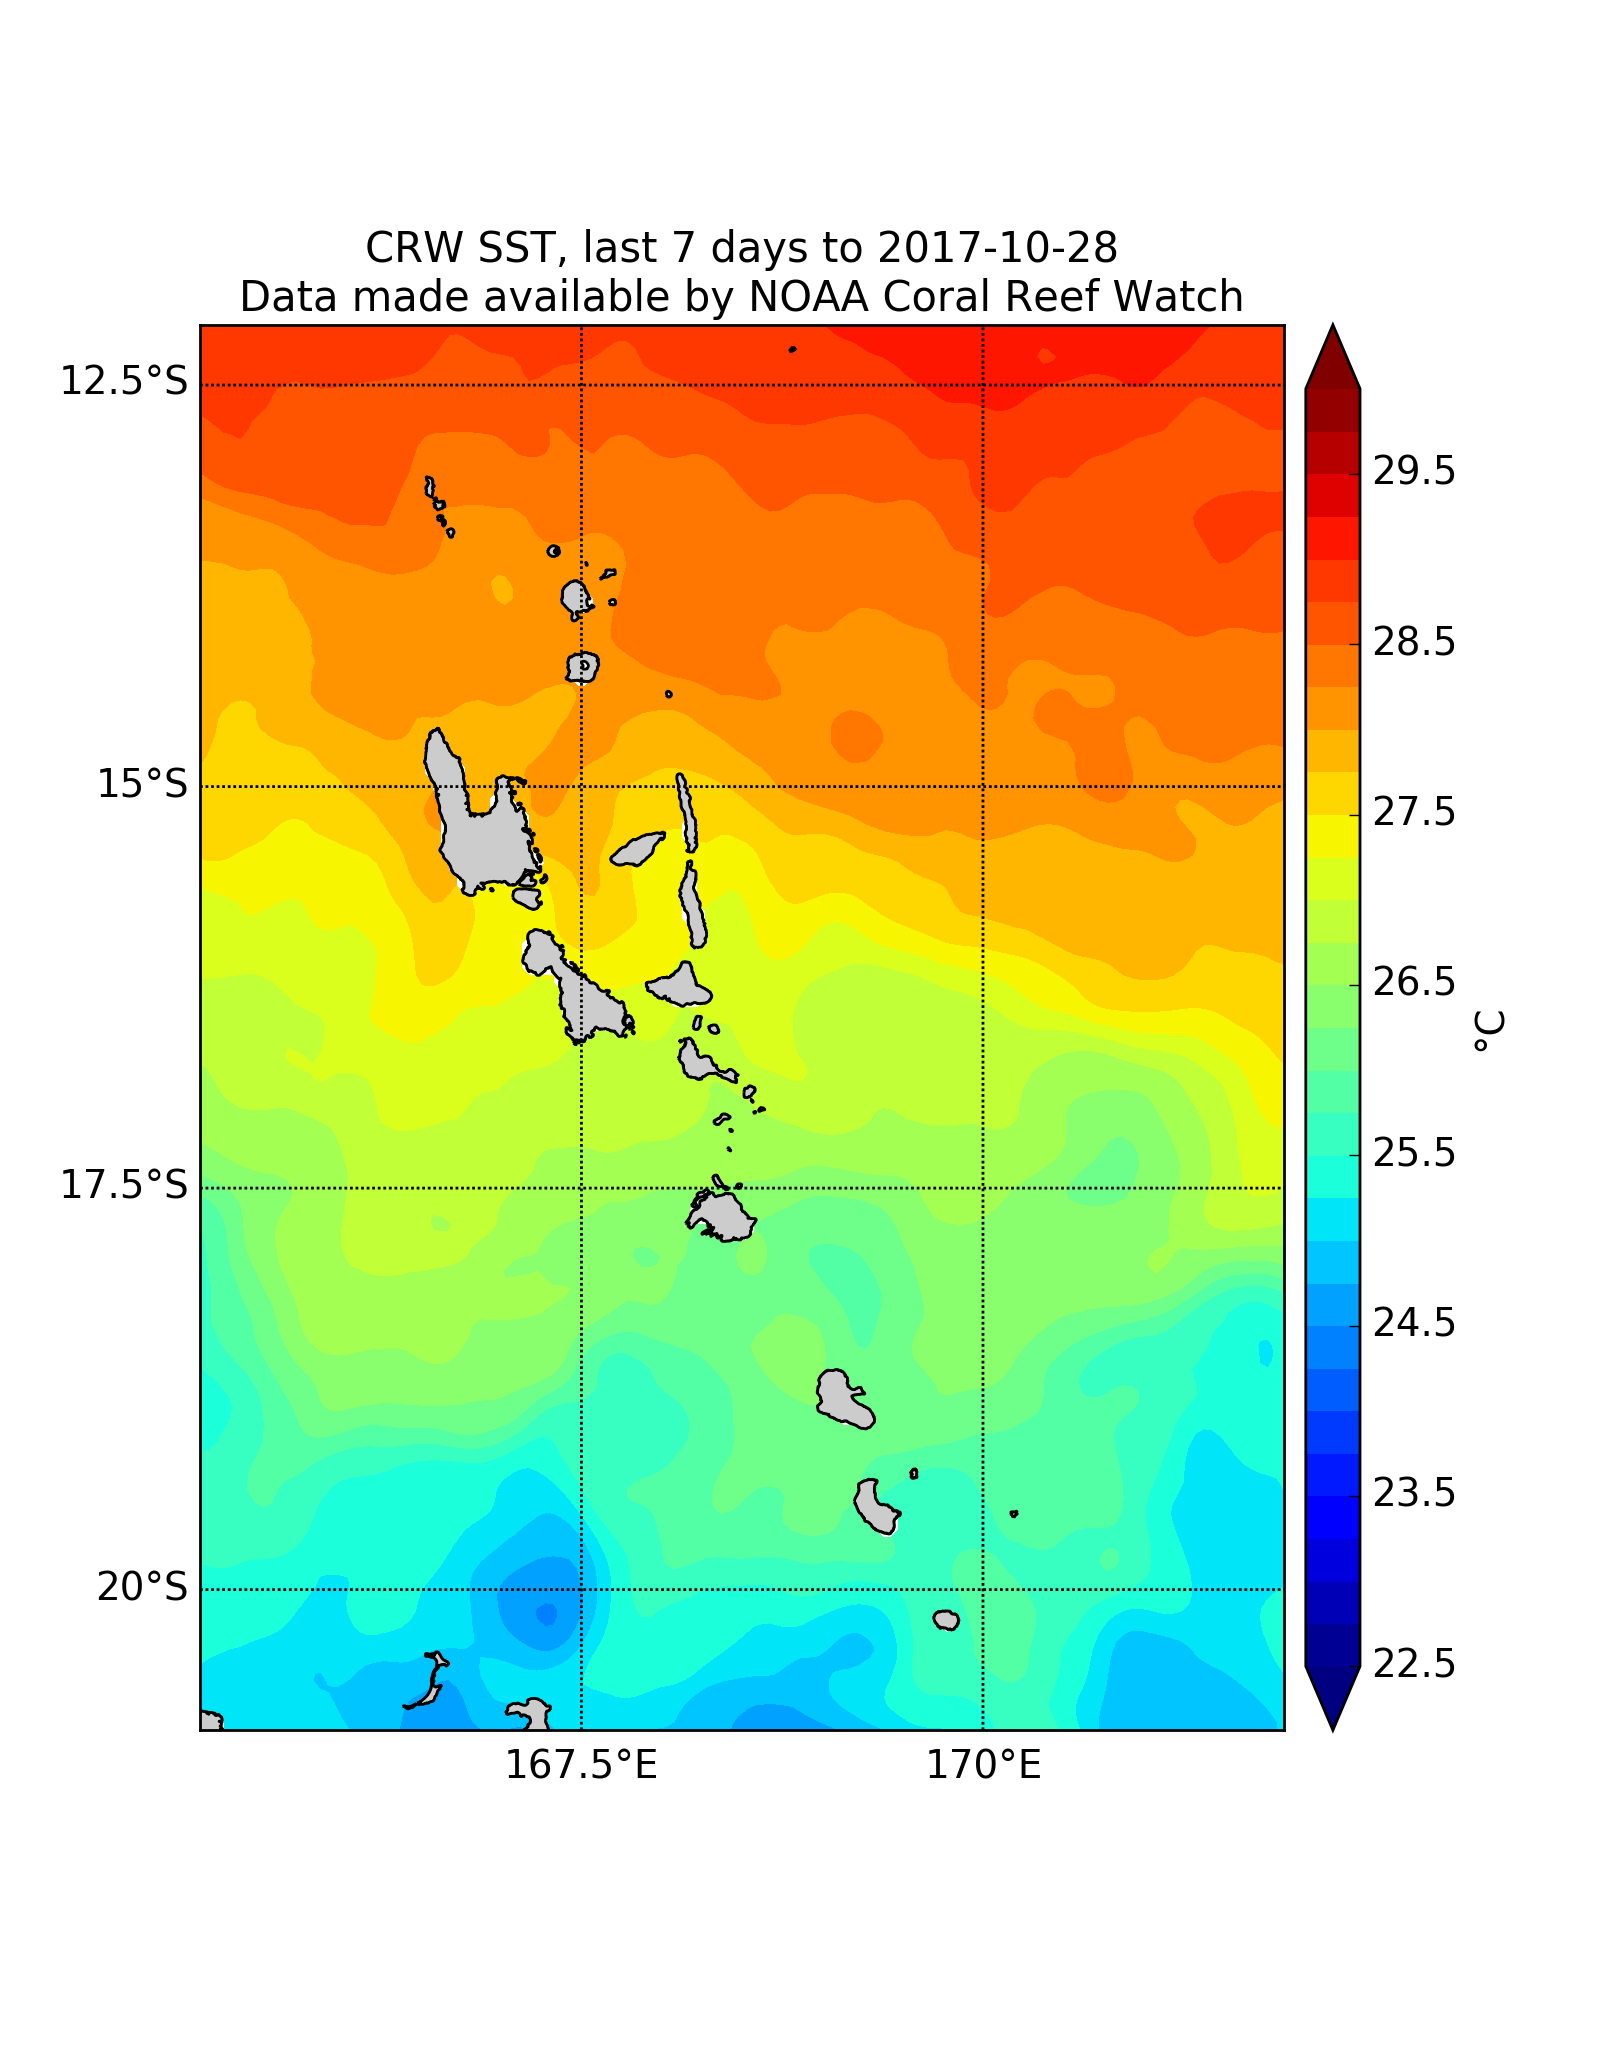 CRW SST, last 7 days to 2017-10-28
Data made available by NOAA Coral Reef Watch
12.5°S
15°S
17.5°S
20°S
167.5°E
170°E
29.5
28.5
27.5
26.5
25.5
24.5
23.5
22.5
°C